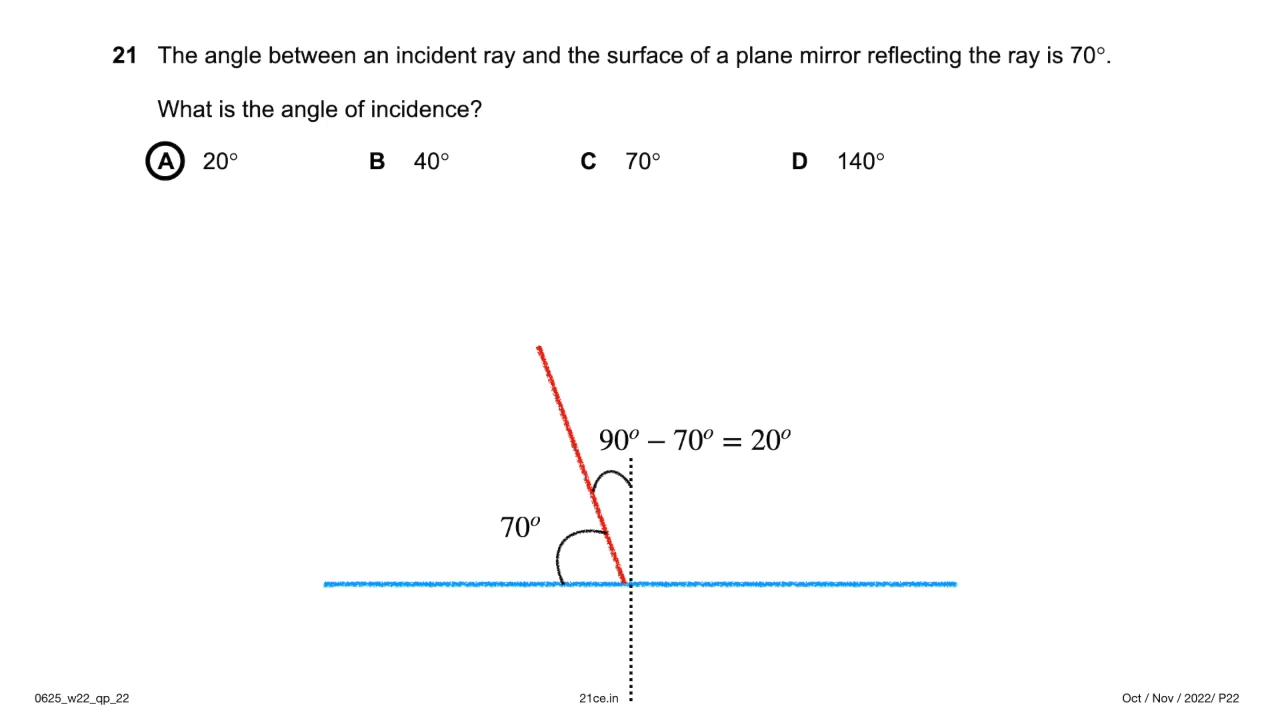 21 The angle between an incident ray and the surface of a plane mirror reflecting the ray is 70°.
What is the angle of incidence?
A 20° B 40° C 70° D 140°
90° – 70° = 20°
70°
0625_w22_qp_22 21ce.in Oct / Nov / 2022/ P22